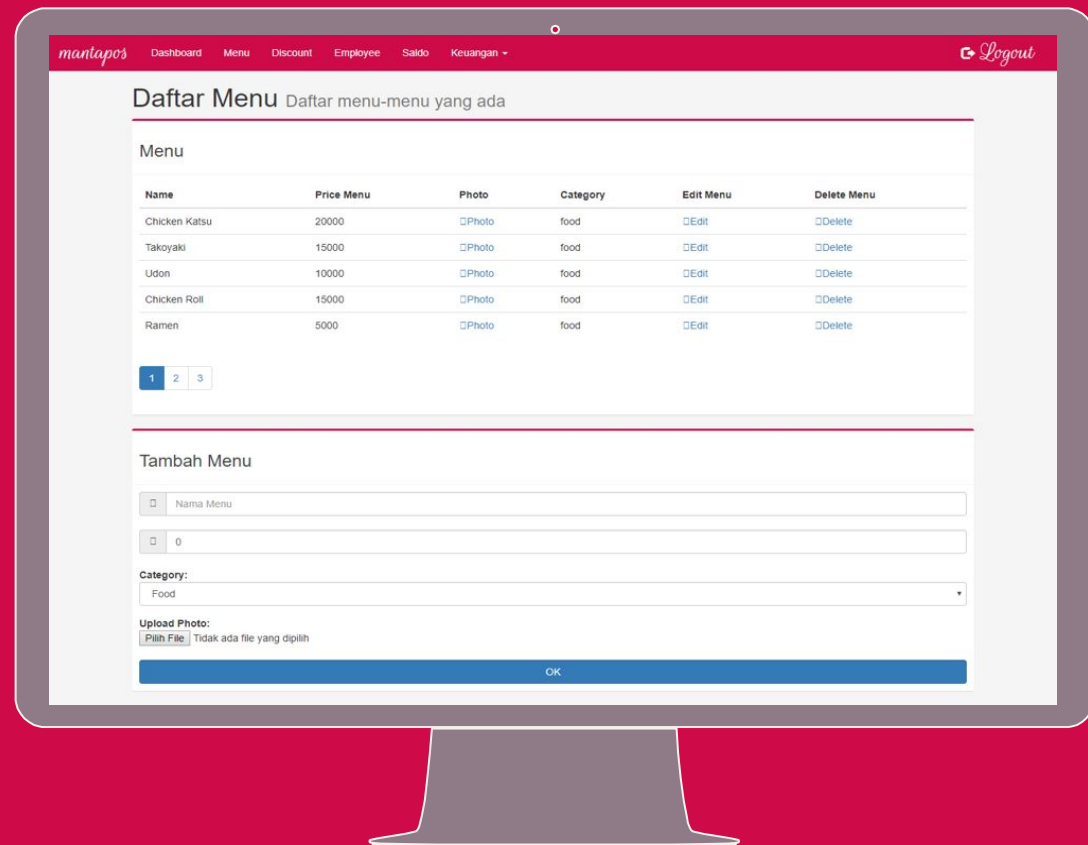 mantapos Dashboard Menu Discount Employee Saldo Keuangan Logout
Daftar Menu Daftar menu-menu yang ada
Menu
Name Price Menu Photo Category Edit Menu Delete Menu
Chicken Katsu 20000 Photo food Edit Delete
Takoyaki 15000 Photo food Edit Delete
Udon 10000 Photo food Edit Delete
Chicken Roll 15000 Photo food Edit Delete
Ramen 5000 Photo food Edit Delete
1 2 3
Tambah Menu
Nama Menu
0
Category:
Food
Upload Photo:
Pilih File Tidak ada file yang dipilih
OK